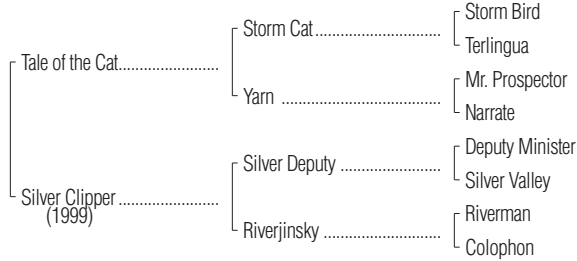 Storm Bird
Storm Cat..............................
Terlingua
Tale of the Cat........................
Mr. Prospector
Yarn ......................................
Narrate
Deputy Minister
Silver Deputy ........................
Silver Valley
Silver Clipper ........................
(1999)
Riverman
Riverjinsky ............................
Colophon